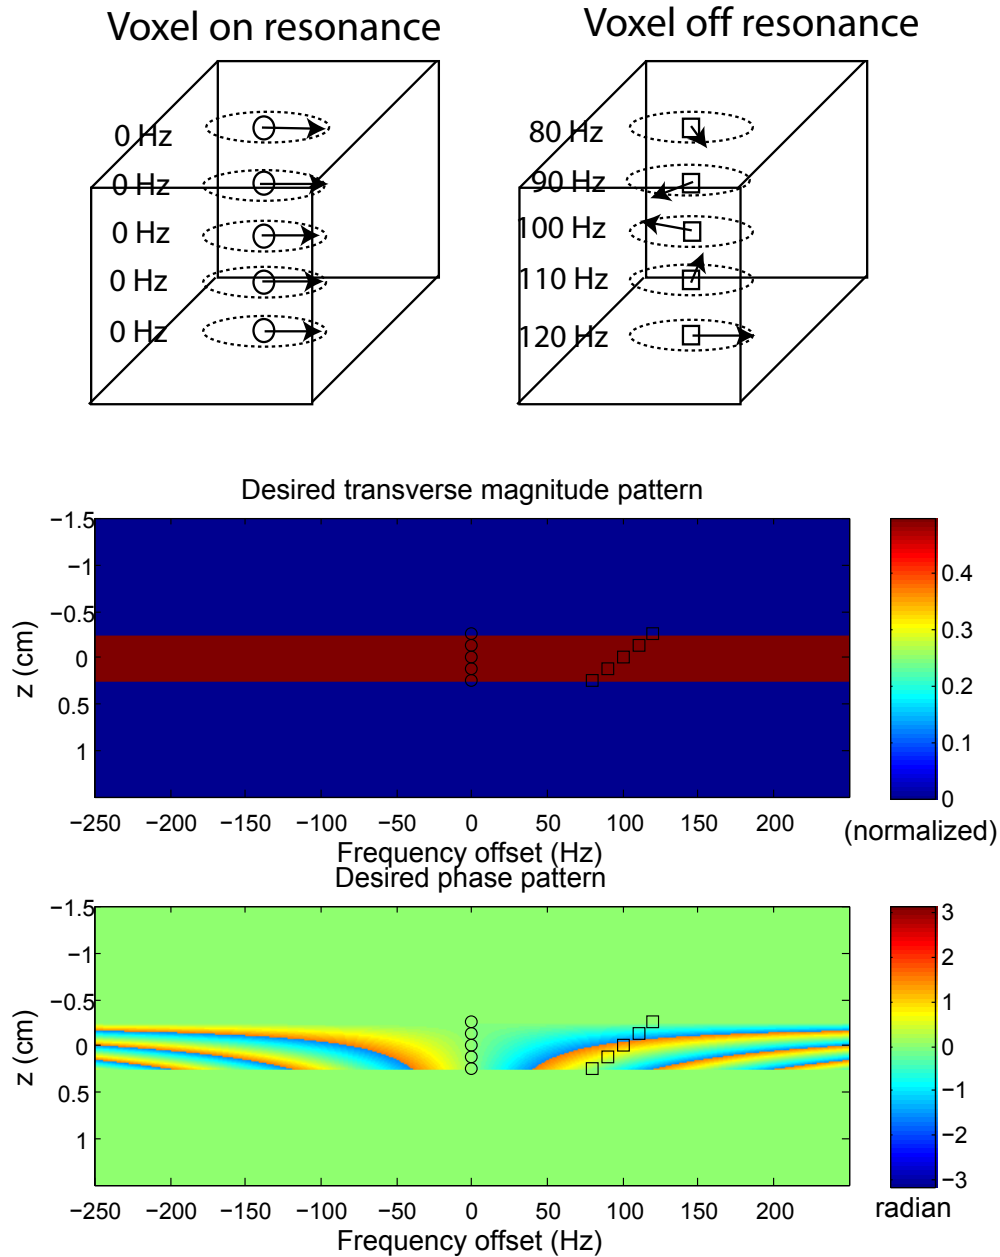 Voxel on resonance
Voxel off resonance
0 Hz
0 Hz
0 Hz
0 Hz
0 Hz
80 Hz
90 Hz
100 Hz
110 Hz
120 Hz
Desired transverse magnitude pattern
z (cm)
−1.5
−1
−0.5
0
0.5
1
−250 −200 −150 −100 −50 0 50 100 150 200
Frequency offset (Hz)
0.4
0.3
0.2
0.1
0
(normalized)
Desired phase pattern
z (cm)
−1.5
−1
−0.5
0
0.5
1
−250 −200 −150 −100 −50 0 50 100 150 200
Frequency offset (Hz)
3
2
1
0
−1
−2
−3
radian